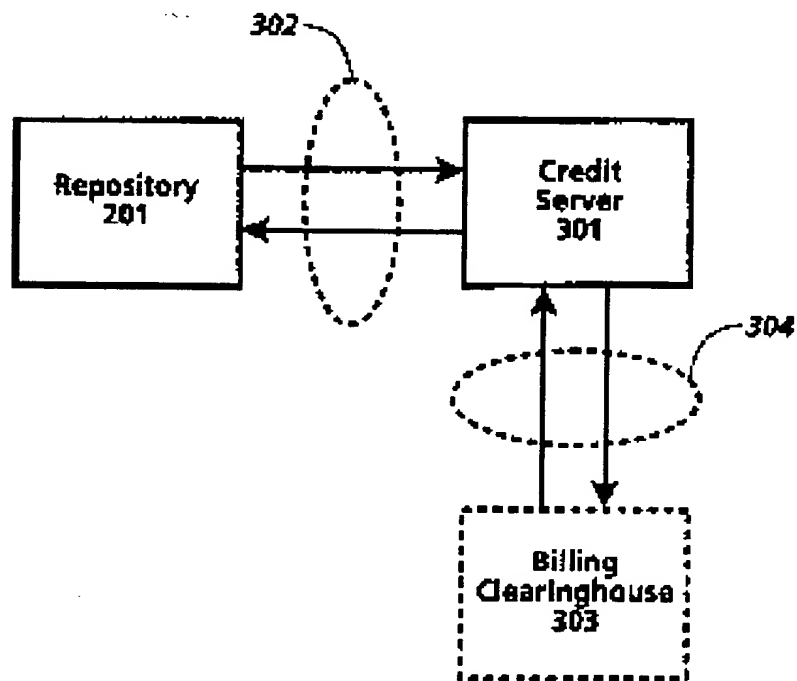 302
Repository
201
Credit
Server
301
304
Billing
Clearinghouse
303